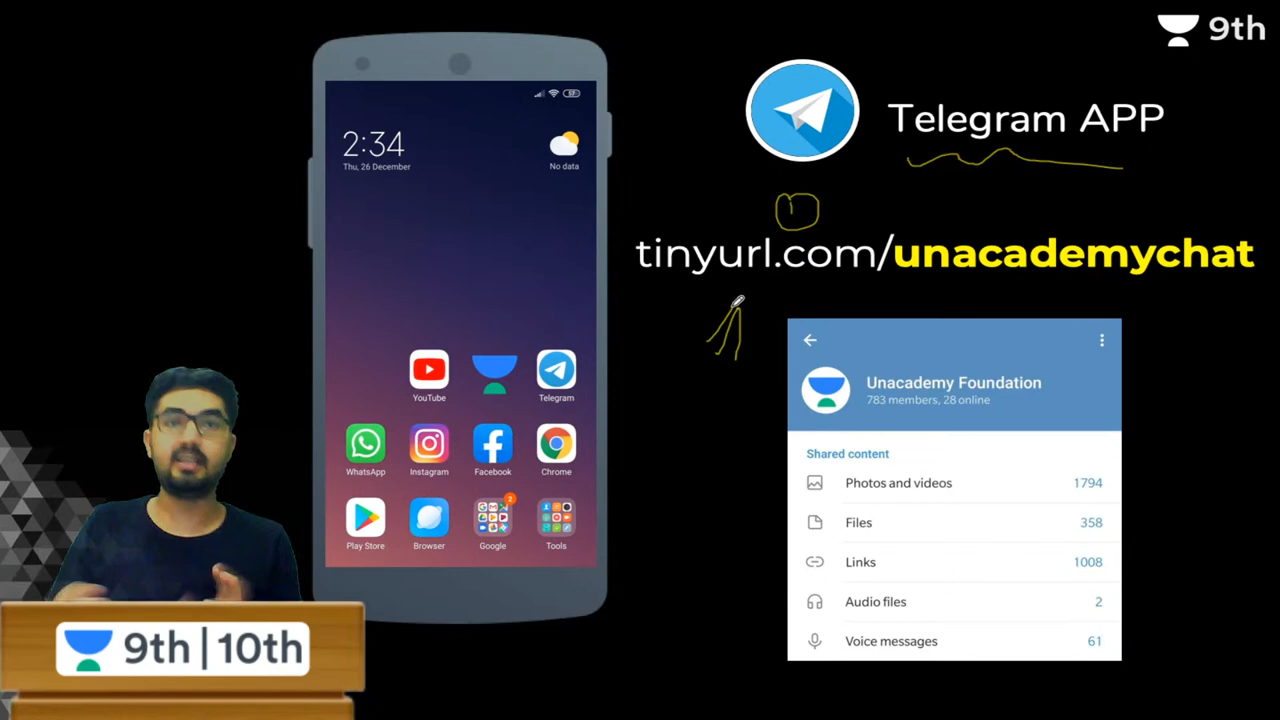 9th
Telegram APP
2:34
Thu, 26 December
No data
tinyurl.com/unacademychat
YouTube
Telegram
WhatsApp
Instagram
Facebook
Chrome
2
Play Store
Browser
Google
Tools
Unacademy Foundation
783 members, 28 online
Shared content
Photos and videos 1794
Files 358
Links 1008
Audio files 2
Voice messages 61
9th | 10th